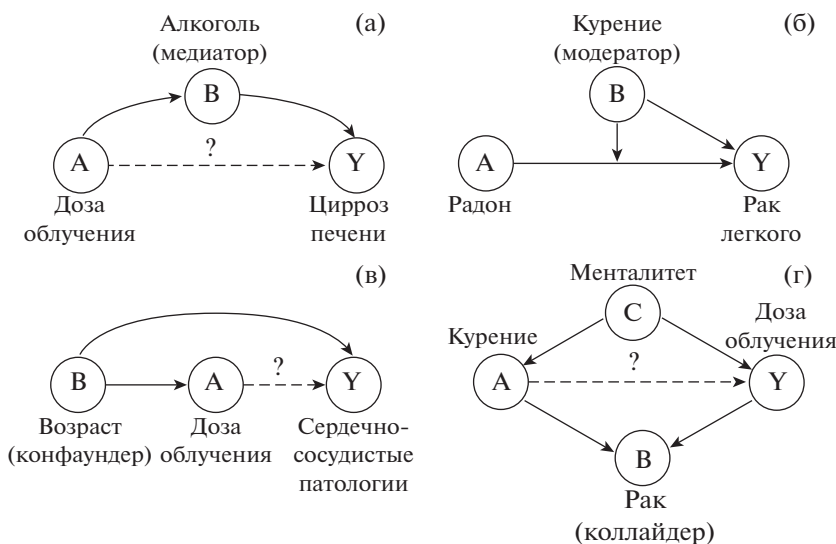 (а)
Алкоголь
(медиатор)
B
?
A
Y
Доза
облучения
Цирроз
печени
(б)
Курение
(модератор)
B
A
Y
Радон
Рак
легкого
(в)
?
B
A
Y
Возраст
(конфаундер)
Доза
облучения
Сердечно-
сосудистые
патологии
(г)
Менталитет
C
Курение
Доза
облучения
?
A
Y
B
Рак
(коллайдер)